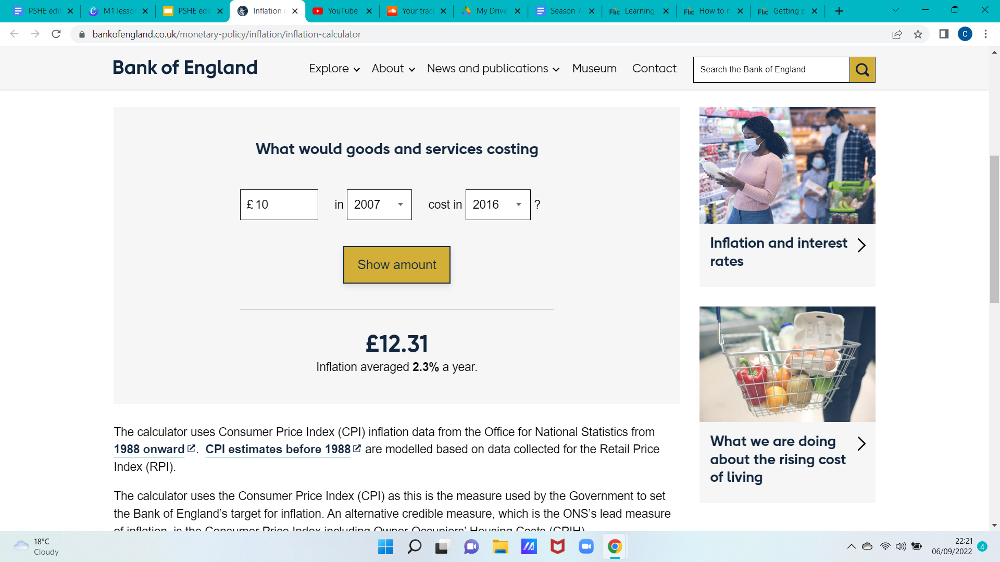 PSHE edit
M1 lessor
PSHE edit
Inflation c
YouTube
Your trac
My Drive
Season 7
Flic Learning
Flic How to n
Flic Getting p
bankofengland.co.uk/monetary-policy/inflation/inflation-calculator
C
Bank of England
Explore About News and publications Museum Contact
Search the Bank of England
What would goods and services costing
£ 10 in 2007 cost in 2016 ?
Show amount
£12.31
Inflation averaged 2.3% a year.
The calculator uses Consumer Price Index (CPI) inflation data from the Office for National Statistics from
1988 onward. CPI estimates before 1988 are modelled based on data collected for the Retail Price
Index (RPI).
The calculator uses the Consumer Price Index (CPI) as this is the measure used by the Government to set
the Bank of England's target for inflation. An alternative credible measure, which is the ONS's lead measure
of inflation, is the Consumer Price Index including Owner Occupiers' Housing Costs (CPIH)
Inflation and interest
rates
What we are doing
about the rising cost
of living
18°C
Cloudy
22:21
06/09/2022
4